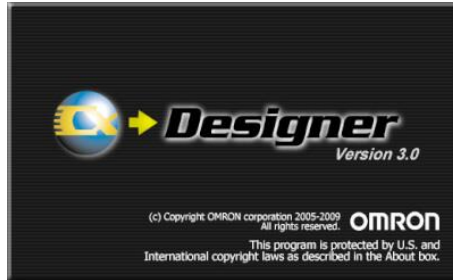 Cx Designer
Version 3.0
(c) Copyright OMRON corporation 2005-2009
All rights reserved.
OMRON
This program is protected by U.S. and
International copyright laws as described in the About box.